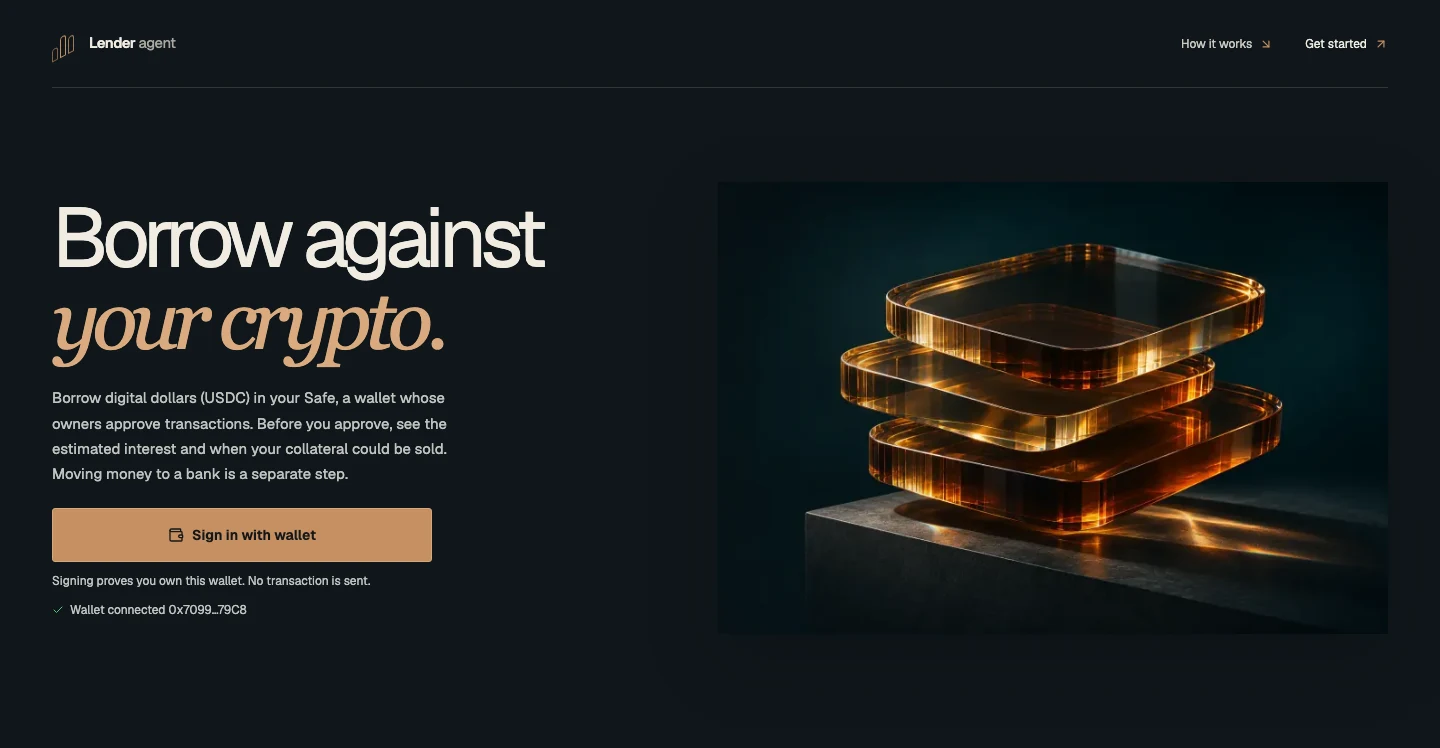 Lender agent
How it works
Get started
Borrow against
your crypto.
Borrow digital dollars (USDC) in your Safe, a wallet whose
owners approve transactions. Before you approve, see the
estimated interest and when your collateral could be sold.
Moving money to a bank is a separate step.
Sign in with wallet
Signing proves you own this wallet. No transaction is sent.
Wallet connected 0x7099...79C8